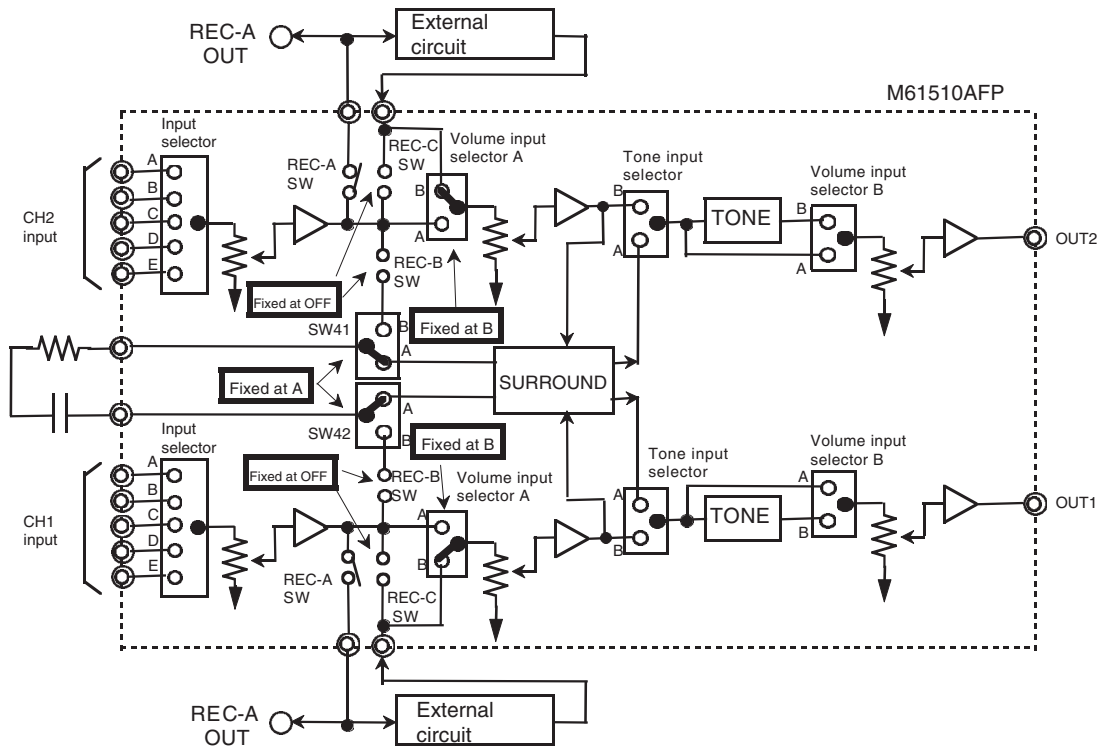 REC-A
OUT
External
circuit
M61510AFP
Input
selector
REC-A
SW
REC-C
SW
Volume input
selector A
Tone input
selector
Volume input
selector B
CH2
input
A
B
C
D
E
B
A
B
A
TONE
B
A
OUT2
REC-B
SW
Fixed at OFF
Fixed at B
SW41
B
A
Fixed at A
SURROUND
A
SW42
B
Fixed at B
Input
selector
Fixed at OFF
REC-B
SW
Volume input
selector A
Tone input
selector
Volume input
selector B
CH1
input
A
B
C
D
E
A
B
A
B
TONE
A
B
OUT1
REC-A
SW
REC-C
SW
REC-A
OUT
External
circuit